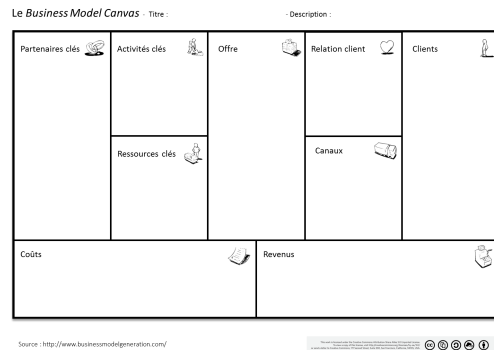 Le Business Model Canvas - Titre : - Description :
Partenaires clés
Activités clés
Offre
Relation client
Clients
Ressources clés
Canaux
Coûts
Revenus
Source : http://www.businessmodelgeneration.com/